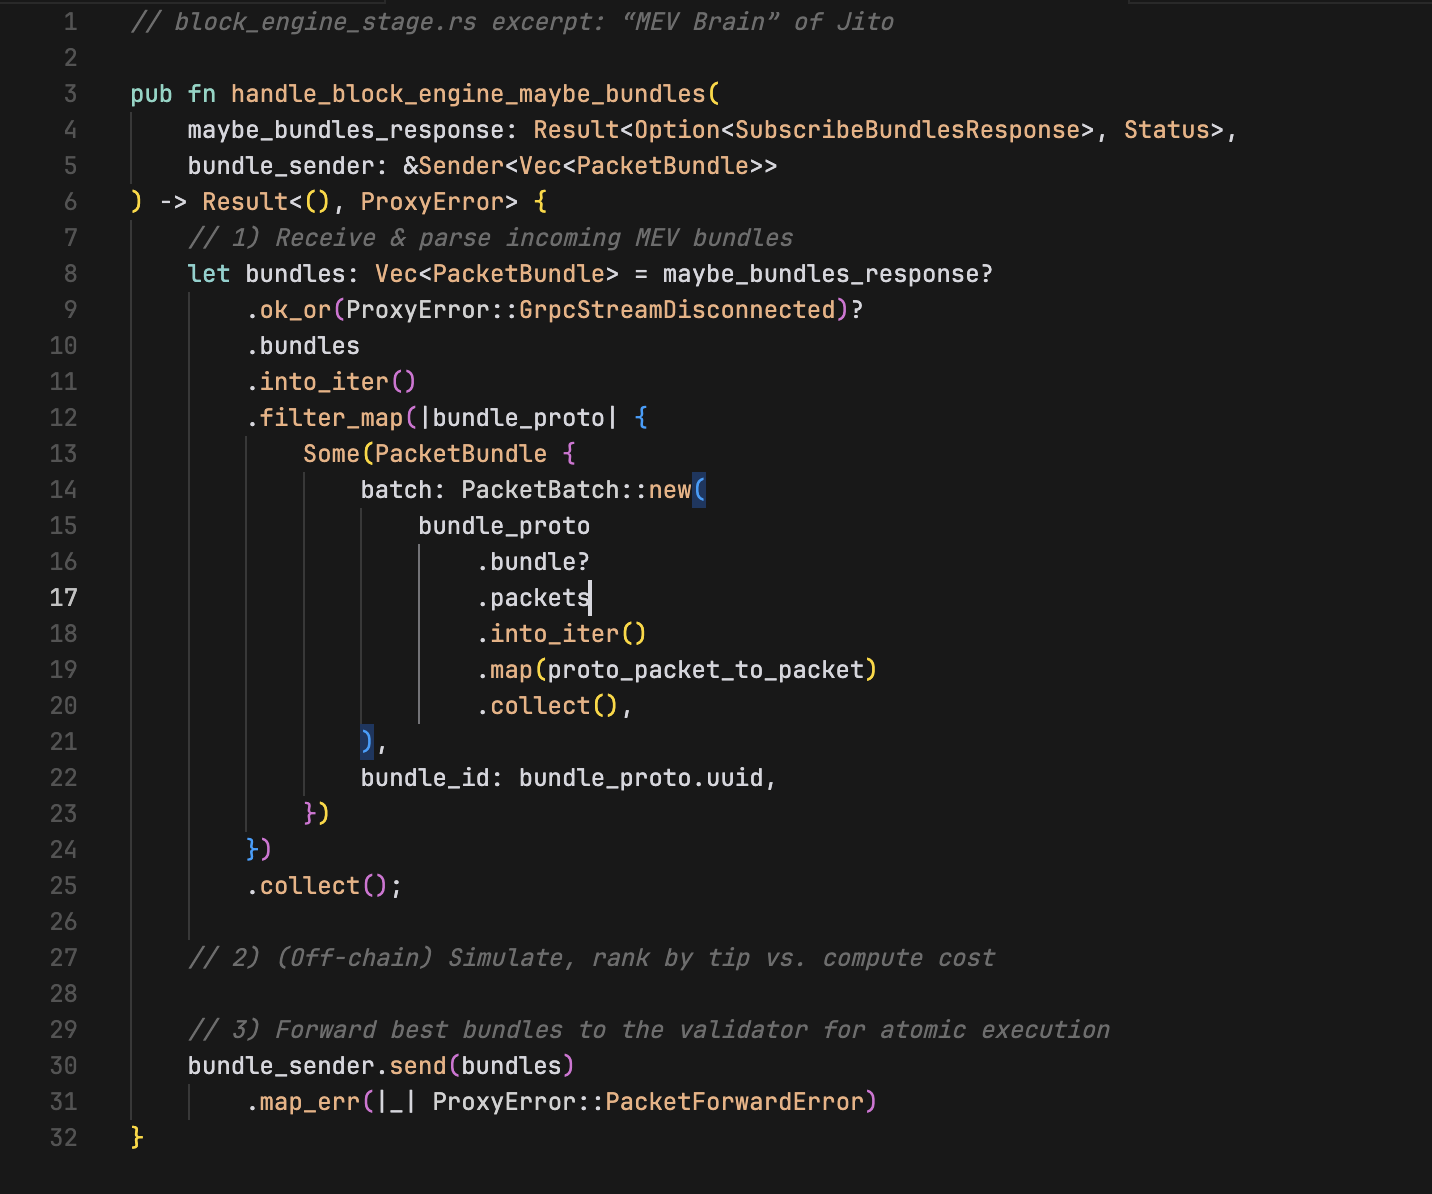 1 // block_engine_stage.rs excerpt: “MEV Brain” of Jito
2
3 pub fn handle_block_engine_maybe_bundles(
4     maybe_bundles_response: Result<Option<SubscribeBundlesResponse>, Status>,
5     bundle_sender: &Sender<Vec<PacketBundle>>
6 ) -> Result<(), ProxyError> {
7     // 1) Receive & parse incoming MEV bundles
8     let bundles: Vec<PacketBundle> = maybe_bundles_response?
9         .ok_or(ProxyError::GrpcStreamDisconnected)?
10         .bundles
11         .into_iter()
12         .filter_map(|bundle_proto| {
13             Some(PacketBundle {
14                 batch: PacketBatch::new(
15                     bundle_proto
16                         .bundle?
17                         .packets
18                         .into_iter()
19                         .map(proto_packet_to_packet)
20                         .collect(),
21                 ),
22                 bundle_id: bundle_proto.uuid,
23             })
24         })
25         .collect();
26
27     // 2) (Off-chain) Simulate, rank by tip vs. compute cost
28
29     // 3) Forward best bundles to the validator for atomic execution
30     bundle_sender.send(bundles)
31         .map_err(|_| ProxyError::PacketForwardError)
32 }